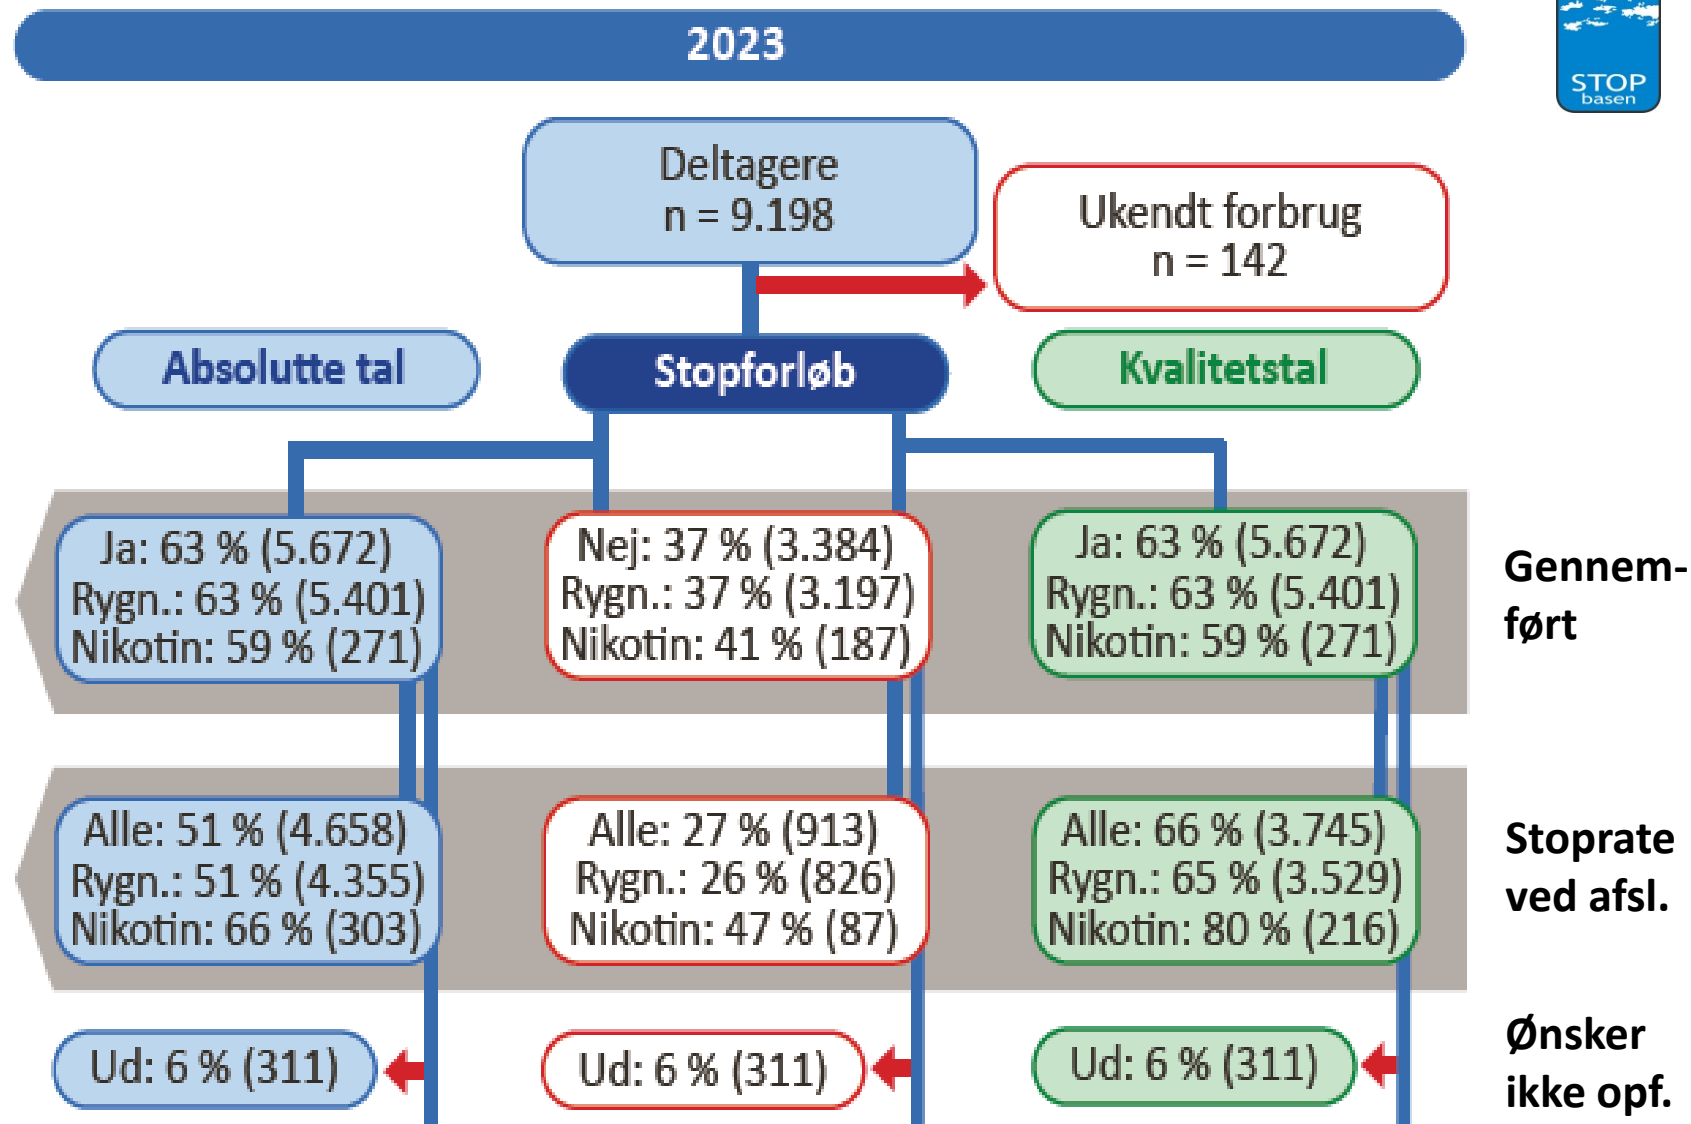 2023
STOP
basen
Deltagere
n = 9.198
Ukendt forbrug
n = 142
Absolutte tal
Stopforløb
Kvalitetstal
Ja: 63 % (5.672)
Rygn.: 63 % (5.401)
Nikotin: 59 % (271)
Nej: 37 % (3.384)
Rygn.: 37 % (3.197)
Nikotin: 41 % (187)
Ja: 63 % (5.672)
Rygn.: 63 % (5.401)
Nikotin: 59 % (271)
Gennem-
ført
Alle: 51 % (4.658)
Rygn.: 51 % (4.355)
Nikotin: 66 % (303)
Alle: 27 % (913)
Rygn.: 26 % (826)
Nikotin: 47 % (87)
Alle: 66 % (3.745)
Rygn.: 65 % (3.529)
Nikotin: 80 % (216)
Stoprate
ved afsl.
Ud: 6 % (311)
Ud: 6 % (311)
Ud: 6 % (311)
Ønsker
ikke opf.